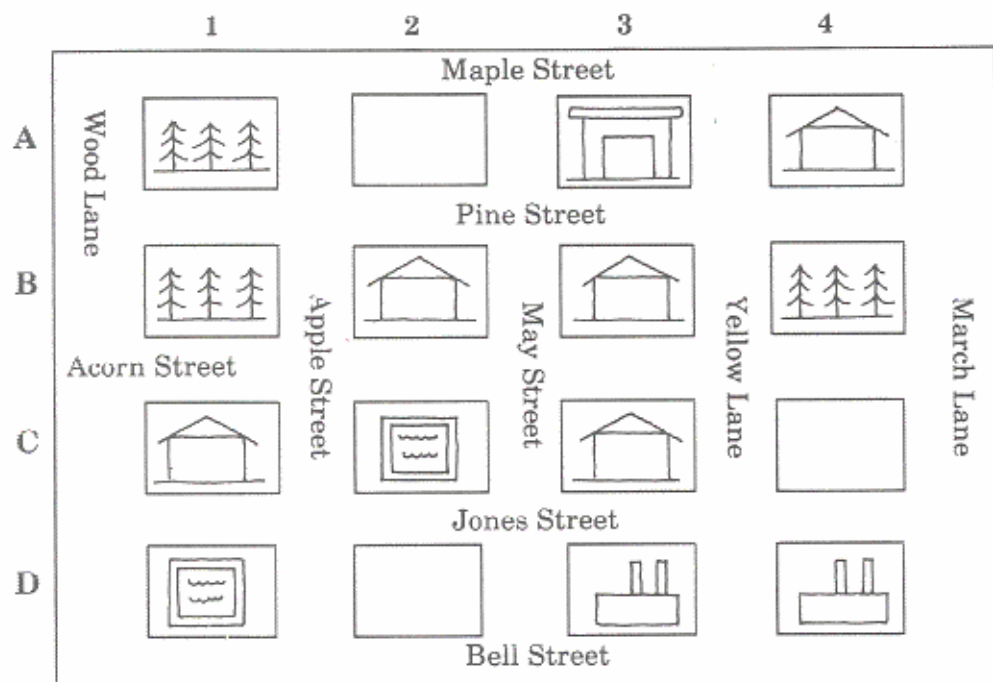 1 2 3 4
Maple Street
A
Wood Lane
Pine Street
B
Apple Street
May Street
Yellow Lane
March Lane
Acorn Street
C
Jones Street
D
Bell Street